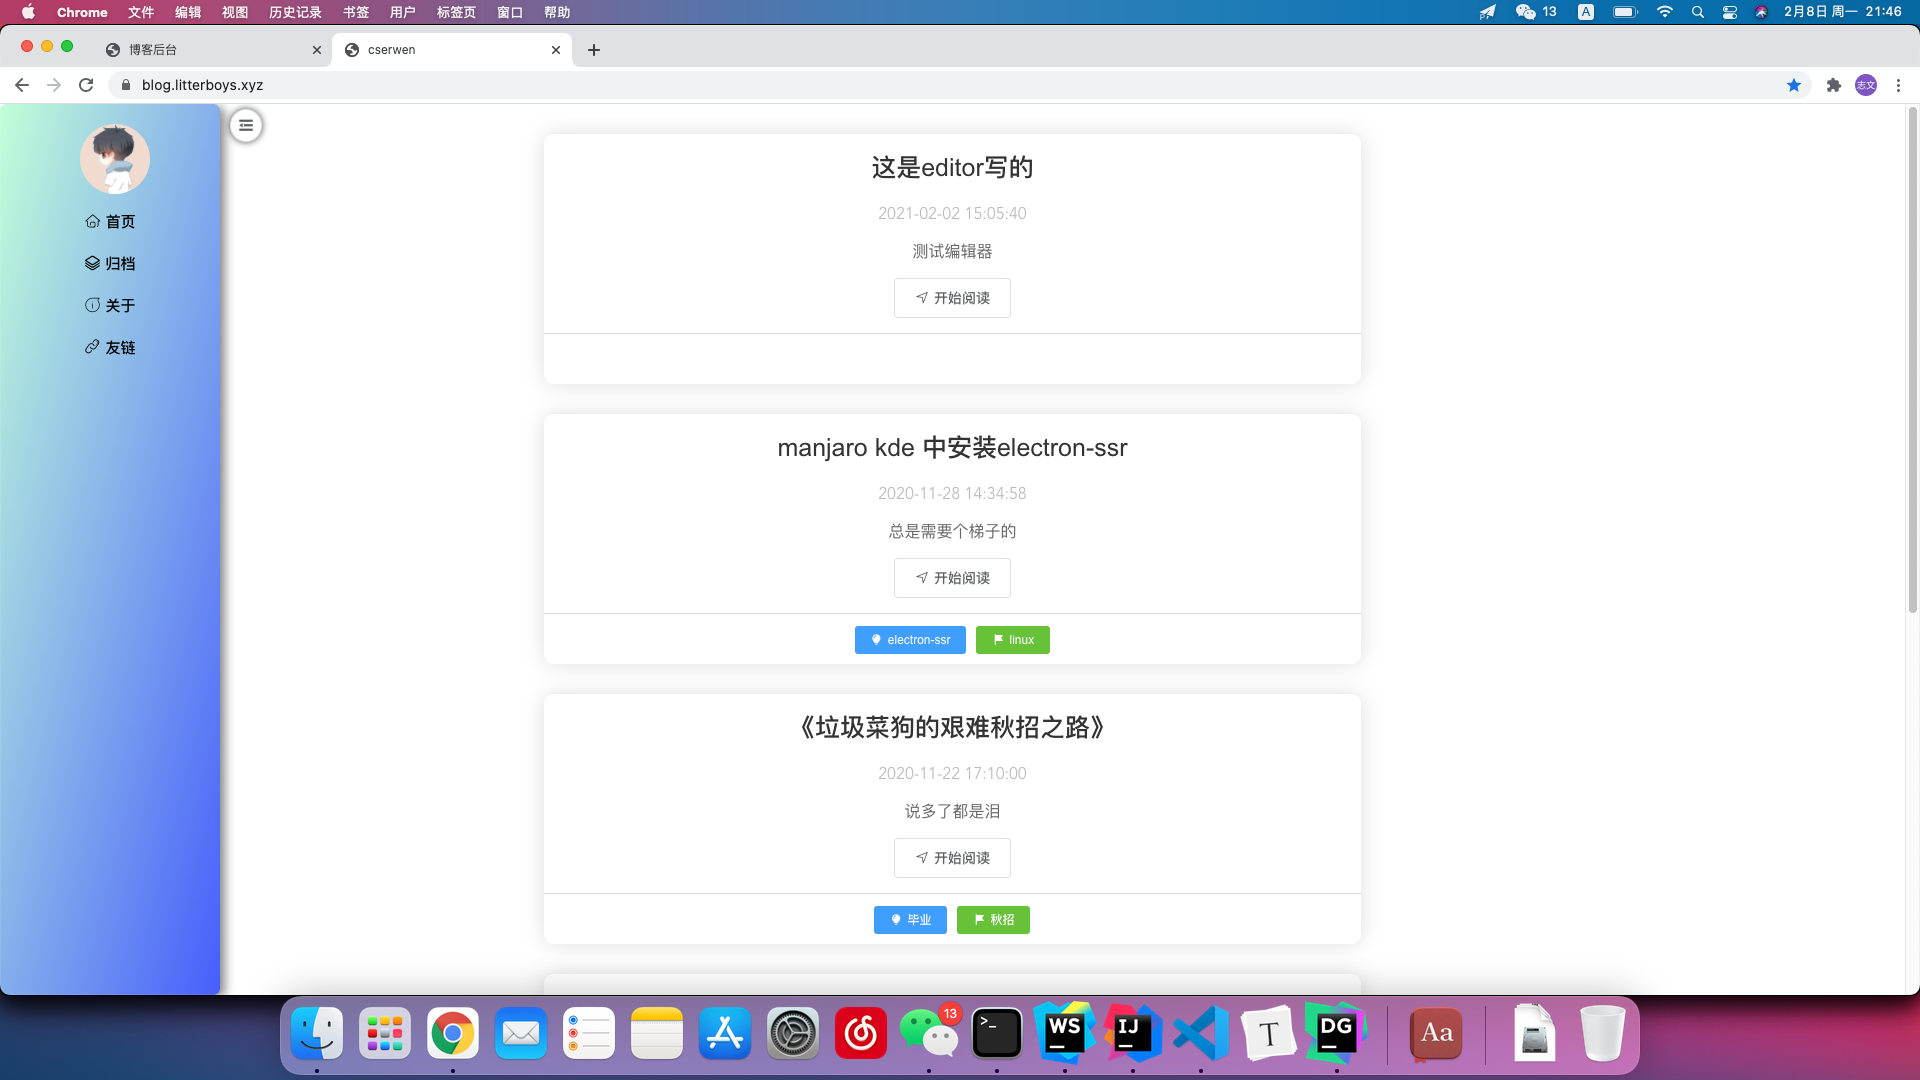 Chrome 文件 编辑 视图 历史记录 书签 用户 标签页 窗口 帮助 13 A 2月8日 周一 21:46
博客后台 cserwen
blog.litterboys.xyz 志文
首页
归档
关于
友链
这是editor写的
2021-02-02 15:05:40
测试编辑器
开始阅读
manjaro kde 中安装electron-ssr
2020-11-28 14:34:58
总是需要个梯子的
开始阅读
electron-ssr linux
《垃圾菜狗的艰难秋招之路》
2020-11-22 17:10:00
说多了都是泪
开始阅读
毕业 秋招
13 >_ WS IJ T DG Aa